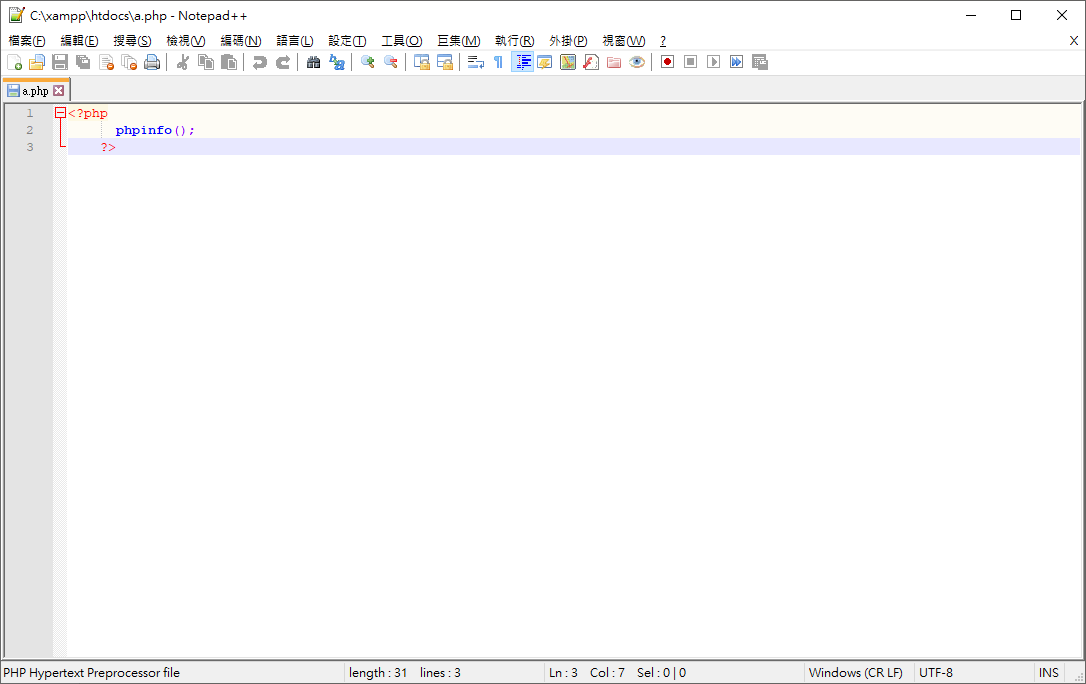 C:\xampp\htdocs\a.php - Notepad++
檔案(F) 編輯(E) 搜尋(S) 檢視(V) 編碼(N) 語言(L) 設定(T) 工具(O) 巨集(M) 執行(R) 外掛(P) 視窗(W) ? X
a.php
1 <?php
2 phpinfo();
3 ?>
PHP Hypertext Preprocessor file length : 31 lines : 3 Ln : 3 Col : 7 Sel : 0 | 0 Windows (CR LF) UTF-8 INS